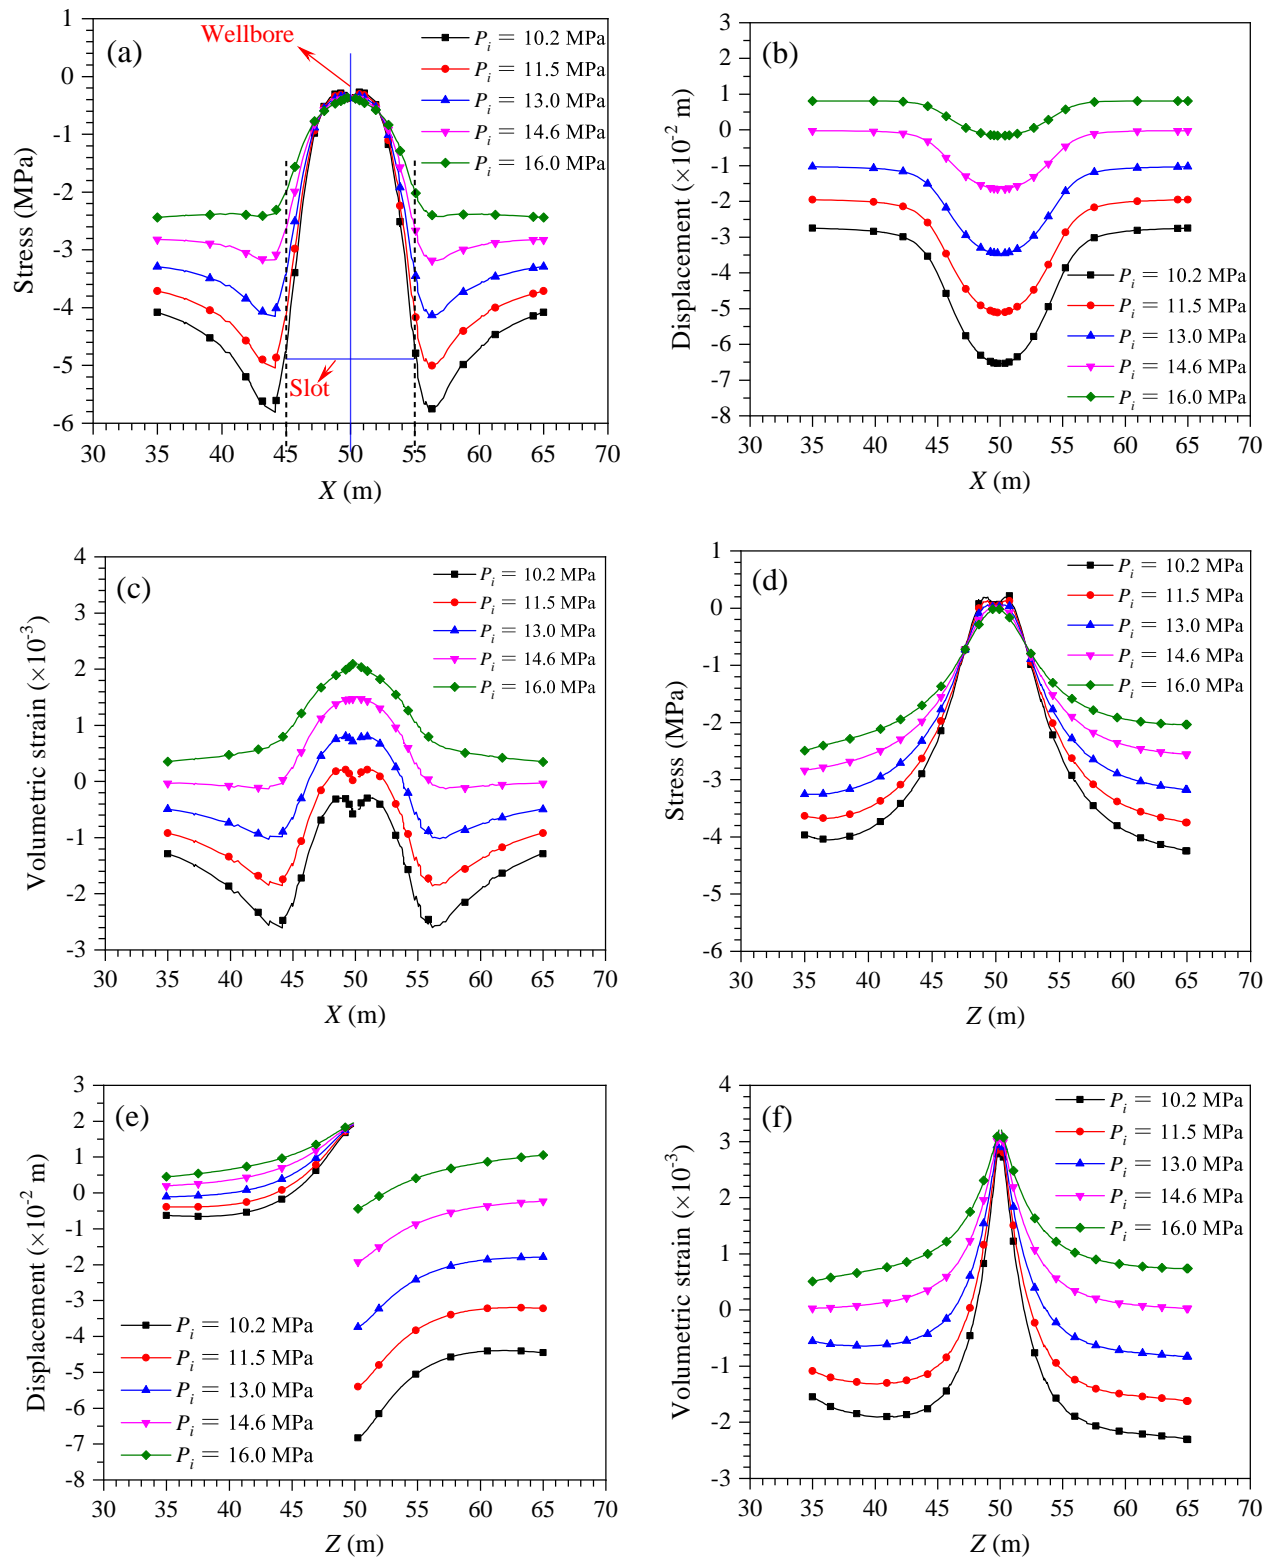 (a)
Wellbore
Slot
P_i = 10.2 MPa
P_i = 11.5 MPa
P_i = 13.0 MPa
P_i = 14.6 MPa
P_i = 16.0 MPa
Stress (MPa)
1
0
-1
-2
-3
-4
-5
-6
30 35 40 45 50 55 60 65 70
X (m)
(b)
P_i = 10.2 MPa
P_i = 11.5 MPa
P_i = 13.0 MPa
P_i = 14.6 MPa
P_i = 16.0 MPa
Displacement (×10⁻² m)
3
2
1
0
-1
-2
-3
-4
-5
-6
-7
-8
30 35 40 45 50 55 60 65 70
X (m)
(c)
P_i = 10.2 MPa
P_i = 11.5 MPa
P_i = 13.0 MPa
P_i = 14.6 MPa
P_i = 16.0 MPa
Volumetric strain (×10⁻³)
4
3
2
1
0
-1
-2
-3
30 35 40 45 50 55 60 65 70
X (m)
(d)
P_i = 10.2 MPa
P_i = 11.5 MPa
P_i = 13.0 MPa
P_i = 14.6 MPa
P_i = 16.0 MPa
Stress (MPa)
1
0
-1
-2
-3
-4
-5
-6
30 35 40 45 50 55 60 65 70
Z (m)
(e)
P_i = 10.2 MPa
P_i = 11.5 MPa
P_i = 13.0 MPa
P_i = 14.6 MPa
P_i = 16.0 MPa
Displacement (×10⁻² m)
3
2
1
0
-1
-2
-3
-4
-5
-6
-7
-8
30 35 40 45 50 55 60 65 70
Z (m)
(f)
P_i = 10.2 MPa
P_i = 11.5 MPa
P_i = 13.0 MPa
P_i = 14.6 MPa
P_i = 16.0 MPa
Volumetric strain (×10⁻³)
4
3
2
1
0
-1
-2
-3
30 35 40 45 50 55 60 65 70
Z (m)